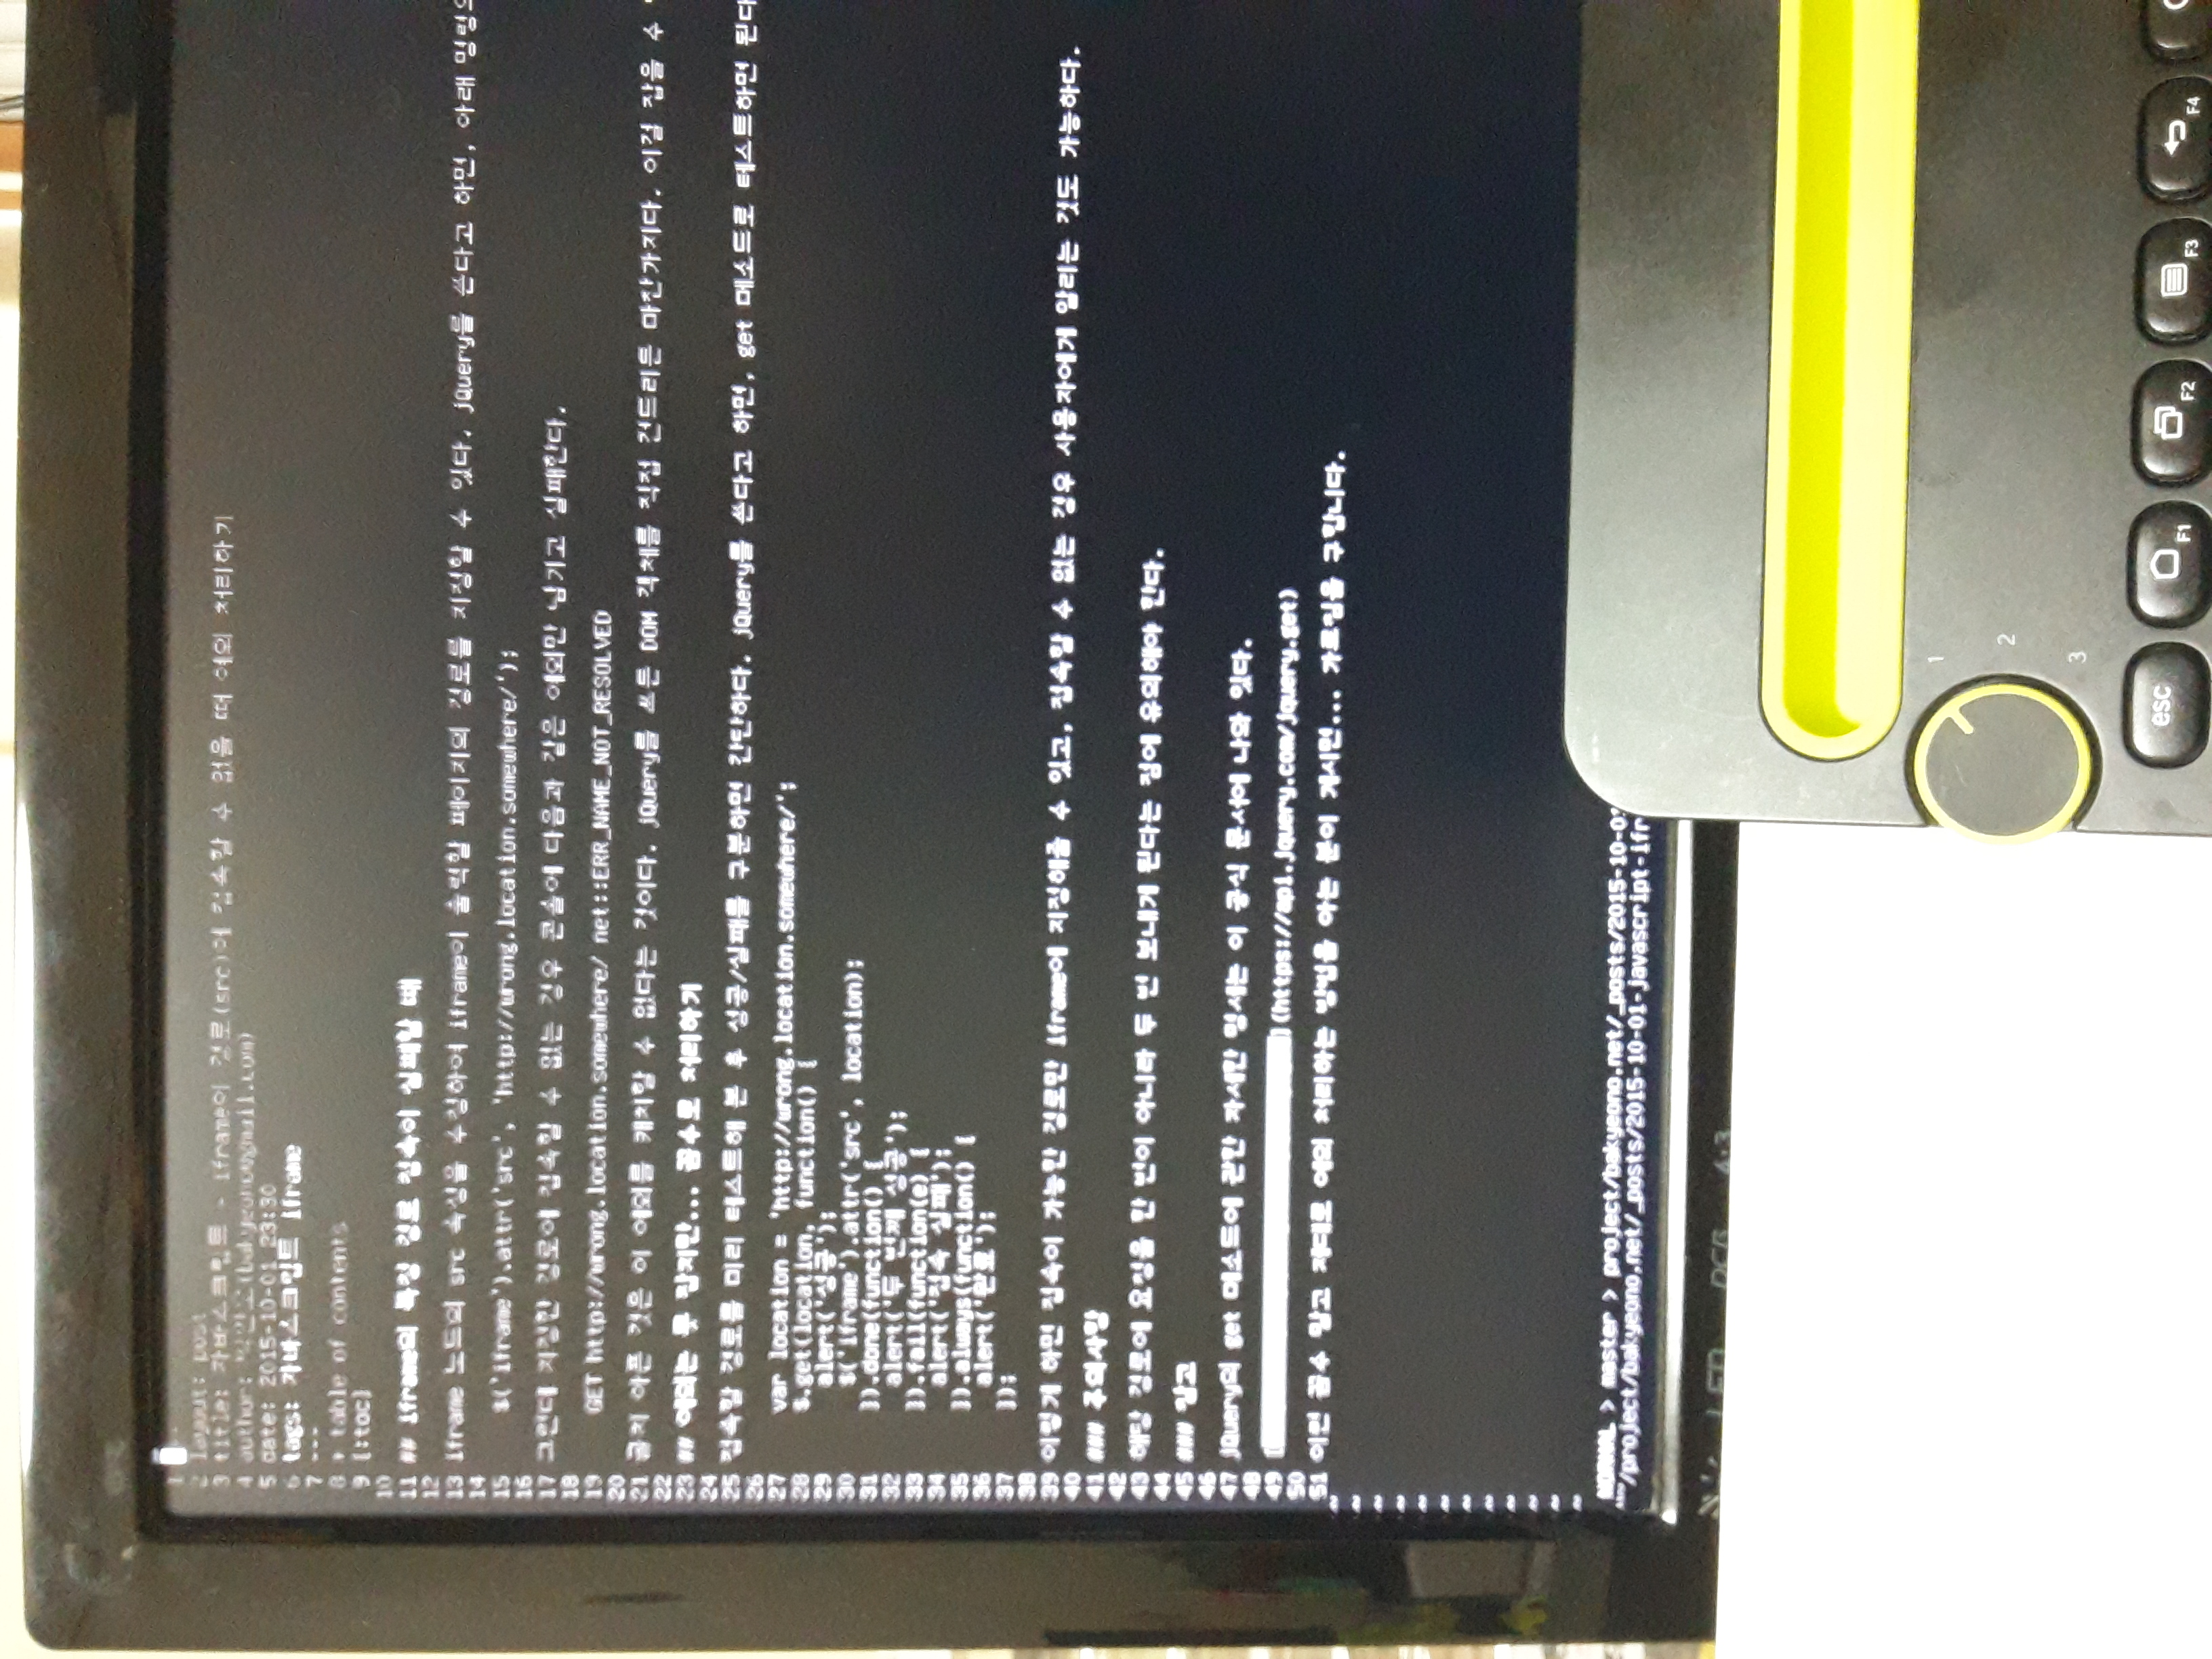 1 ---
2 layout: post
3 title: 자바스크립트 - iframe이 경로(src)에 접속할 수 없을 때 예외 처리하기
4 author: 박연오(bakyeono@gmail.com)
5 date: 2015-10-01 23:30
6 tags: 자바스크립트 iframe
7 ---
8 + table of contents
9 {:toc}
10
11 ## iframe의 특정 경로 접속이 실패할 때
12
13 iframe 노드의 src 속성을 수정하여 iframe이 출력할 페이지의 경로를 지정할 수 있다. jQuery를 쓴다고 하면, 아래 명령으
14
15 $('iframe').attr('src', 'http://wrong.location.somewhere/');
16
17 그런데 지정한 경로에 접속할 수 없는 경우 콘솔에 다음과 같은 예외만 남기고 실패한다.
18
19 GET http://wrong.location.somewhere/ net::ERR_NAME_NOT_RESOLVED
20
21 골치 아픈 것은 이 예외를 캐치할 수 없다는 것이다. jQuery를 쓰든 DOM 객체를 직접 건드리든 마찬가지다. 이걸 잡을 수
22
23 ## 예외는 못 잡지만... 꼼수로 처리하기
24
25 접속할 경로를 미리 테스트해 본 후 성공/실패를 구분하면 간단하다. jQuery를 쓴다고 하면, get 메소드로 테스트하면 된다
26
27 var location = 'http://wrong.location.somewhere/';
28 $.get(location, function() {
29 alert('성공');
30 $('iframe').attr('src', location);
31 }).done(function() {
32 alert('두 번째 성공');
33 }).fail(function(e) {
34 alert('접속 실패');
35 }).always(function() {
36 alert('완료');
37 });
38
39 이렇게 하면 접속이 가능한 경로만 iframe에 지정해줄 수 있고, 접속할 수 없는 경우 사용자에게 알리는 것도 가능하다.
40
41 ### 주의사항
42
43 해당 경로에 요청을 한 번이 아니라 두 번 보내게 된다는 점에 유의해야 한다.
44
45 ### 참고
46
47 jQuery의 get 메소드에 관한 자세한 명세는 이 공식 문서에 나와 있다.
48
49 [](https://api.jquery.com/jquery.get)
50
51 이런 꼼수 말고 제대로 예외 처리하는 방법을 아는 분이 계시면... 가르침을 구합니다.
~
~
~
~
~
~
~
~
~
~
~
~
NORMAL > master > project/bakyeono.net/_posts/2015-10-01
"~/project/bakyeono.net/_posts/2015-10-01-javascript-ifr
LED DCR 4:3
1
2
3
esc F1 F2 F3 F4